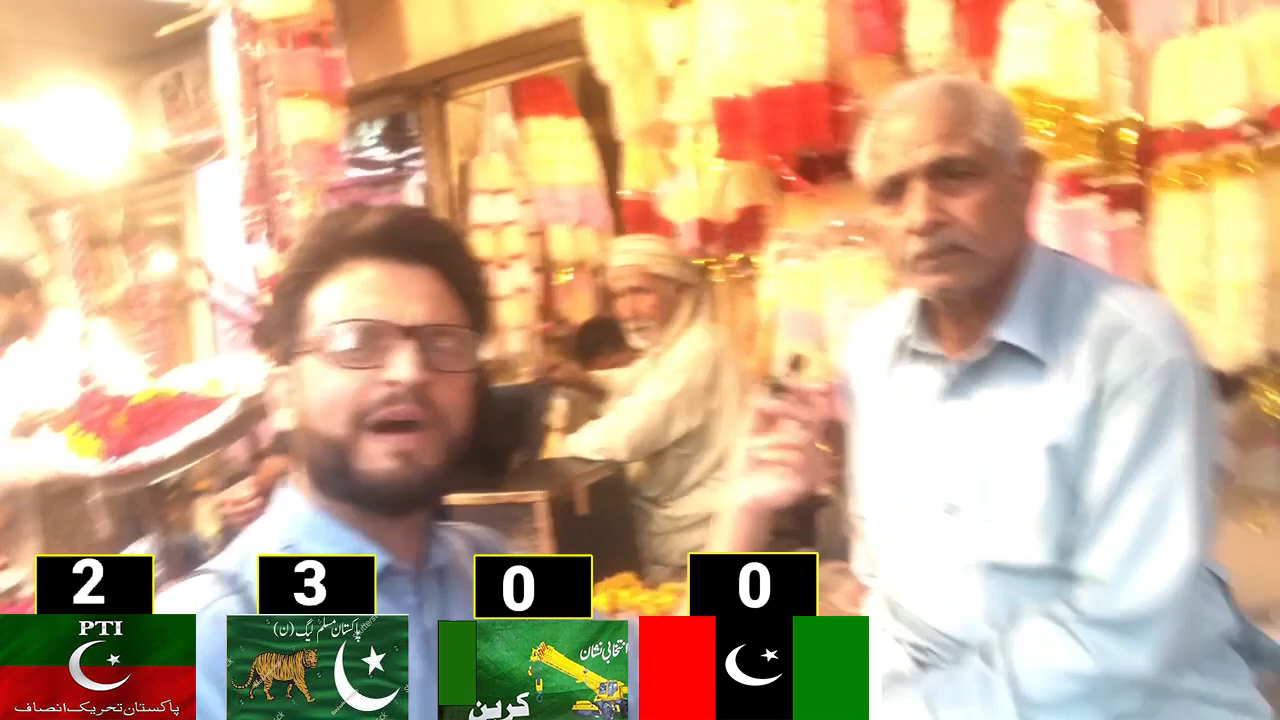 2
3
0
0
PTI
پاکستان تحریک انصاف
پاکستان مسلم لیگ (ن)
انتخابی نشان
کرین